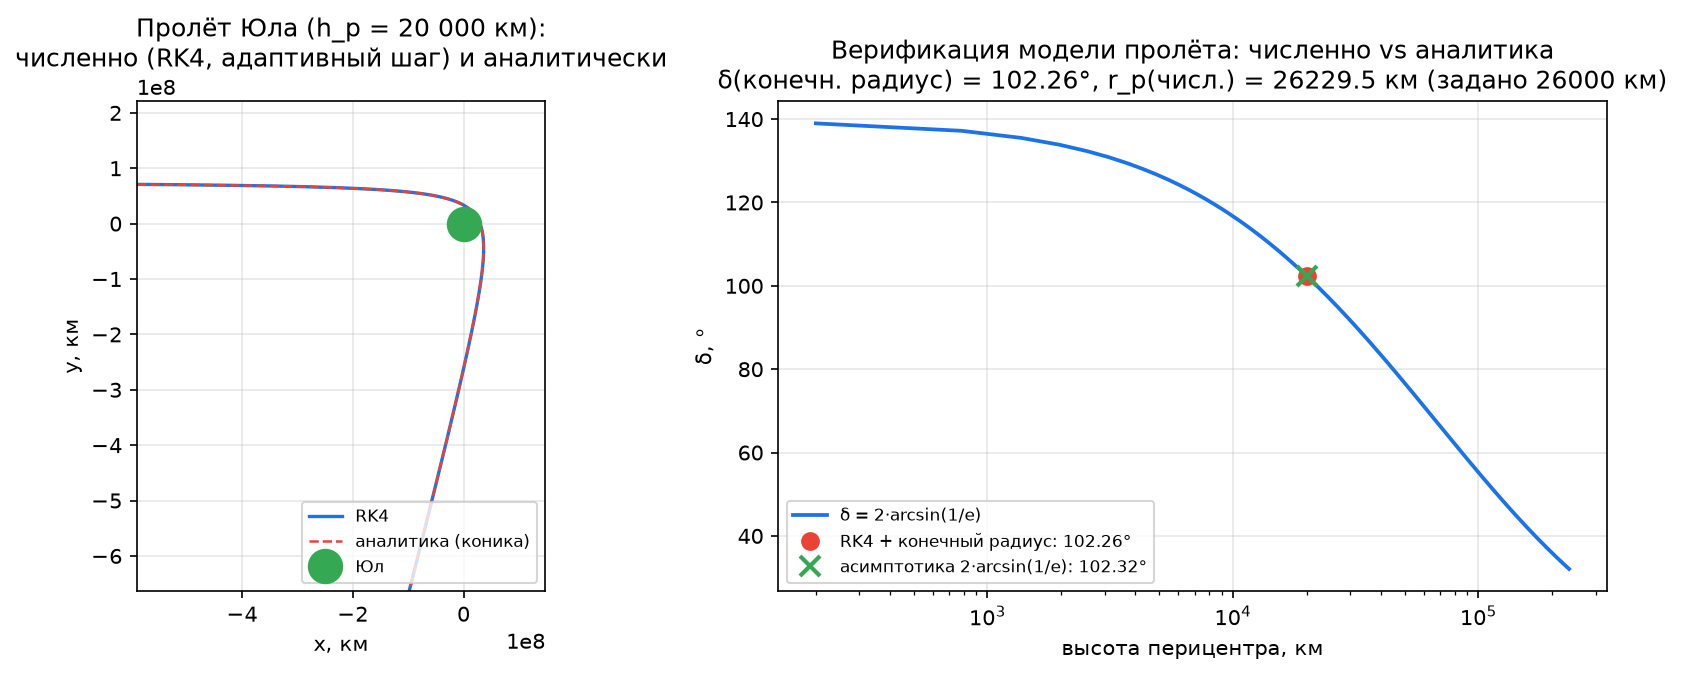 Пролёт Юла (h_p = 20 000 км):
численно (RK4, адаптивный шаг) и аналитически
1e8
2
1
0
−1
−2
−3
−4
−5
−6
y, км
−4
−2
0
1e8
x, км
RK4
аналитика (коника)
Юл
Верификация модели пролёта: численно vs аналитика
δ(конечн. радиус) = 102.26°, r_p(числ.) = 26229.5 км (задано 26000 км)
140
120
100
80
60
40
δ, °
10³
10⁴
10⁵
высота перицентра, км
δ = 2·arcsin(1/e)
RK4 + конечный радиус: 102.26°
асимптотика 2·arcsin(1/e): 102.32°